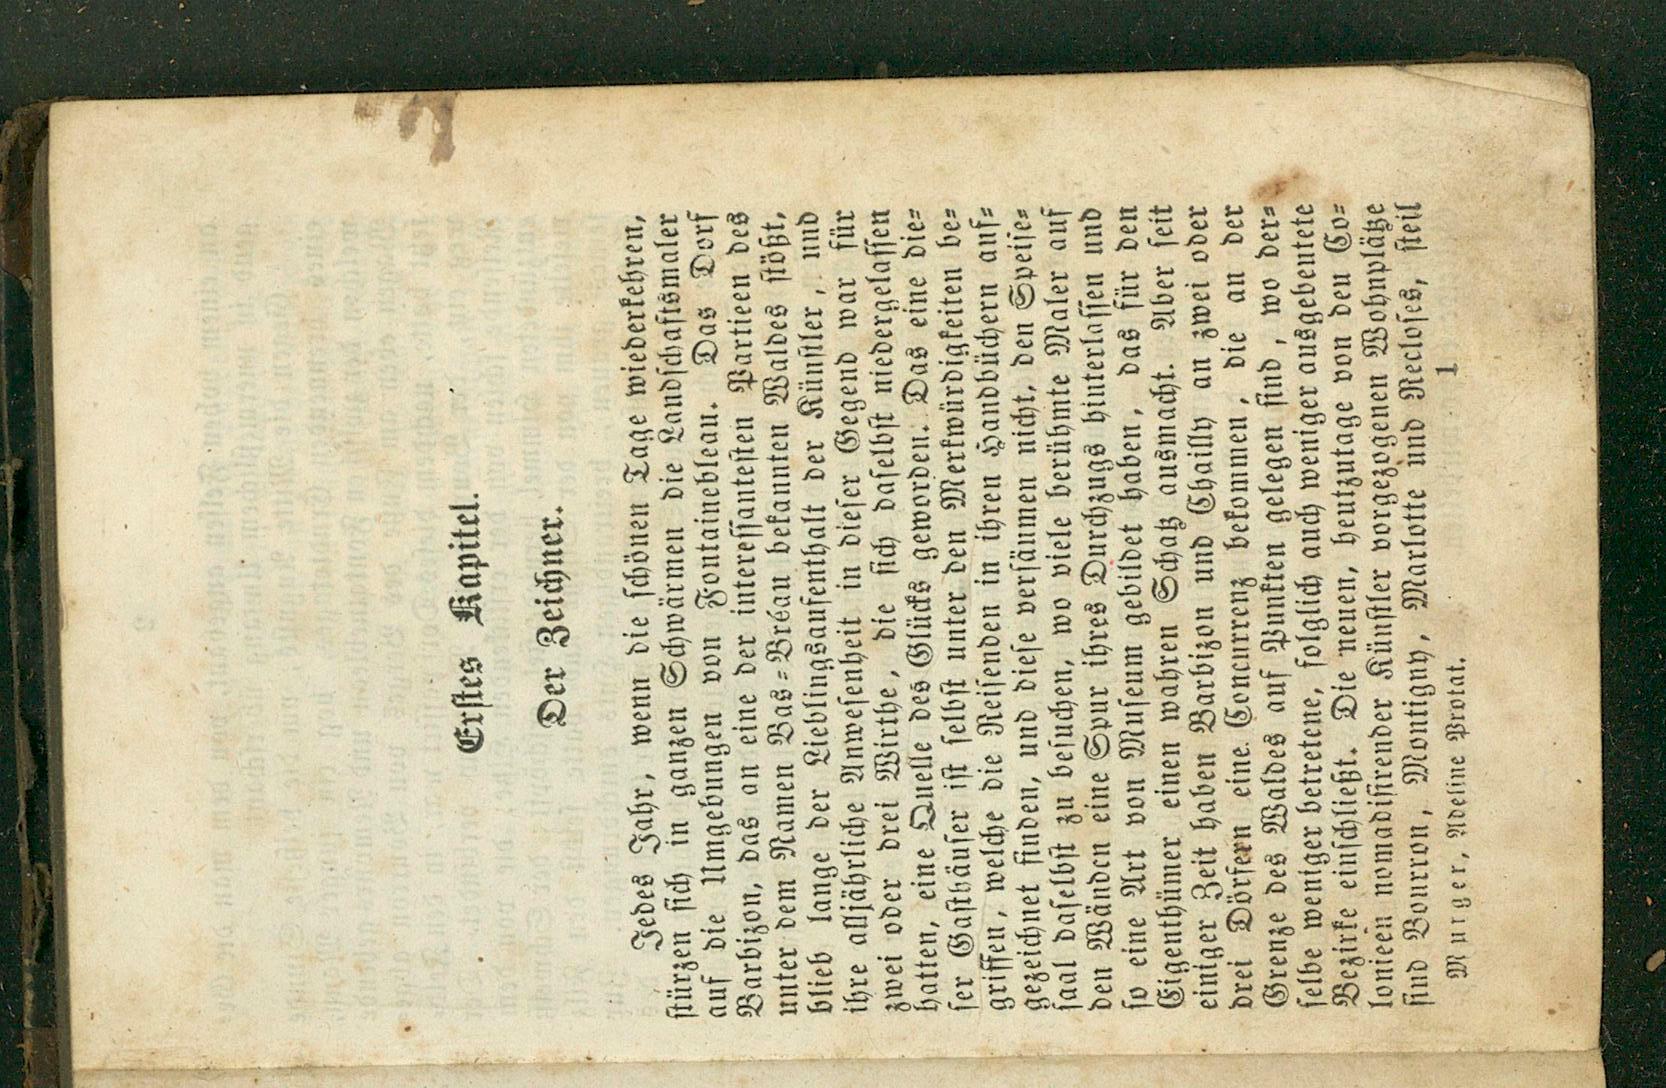 Erstes Kapitel.
Der Zeichner.
Jedes Jahr, wenn die schönen Tage wiederkehren,
stürzen sich in ganzen Schwärmen die Landschaftsmaler
auf die Umgebungen von Fontainebleau. Das Dorf
Barbizon, das an eine der interessantesten Partieen des
unter dem Namen Bas-Bréau bekannten Waldes stößt,
blieb lange der Lieblingsaufenthalt der Künstler, und
ihre alljährliche Anwesenheit in dieser Gegend war für
zwei oder drei Wirthe, die sich daselbst niedergelassen
hatten, eine Quelle des Glücks geworden. Das eine die-
ser Gasthäuser ist selbst unter den Merkwürdigkeiten be-
griffen, welche die Reisenden in ihren Handbüchern auf-
gezeichnet finden, und diese versäumen nicht, den Speise-
saal daselbst zu besuchen, wo viele berühmte Maler auf
den Wänden eine Spur ihres Durchzugs hinterlassen und
so eine Art von Museum gebildet haben, das für den
Eigenthümer einen wahren Schatz ausmacht. Aber seit
einiger Zeit haben Barbizon und Chailly an zwei oder
drei Dörfern eine Concurrenz bekommen, die an der
Grenze des Waldes auf Punkten gelegen sind, wo der-
selbe weniger betretene, folglich auch weniger ausgebeutete
Bezirke einschließt. Die neuen, heutzutage von den Co-
lonieen nomadisirender Künstler vorgezogenen Wohnplätze
sind Bourron, Montigny, Marlotte und Recloses, steil
Murger, Adeline Protat. 1